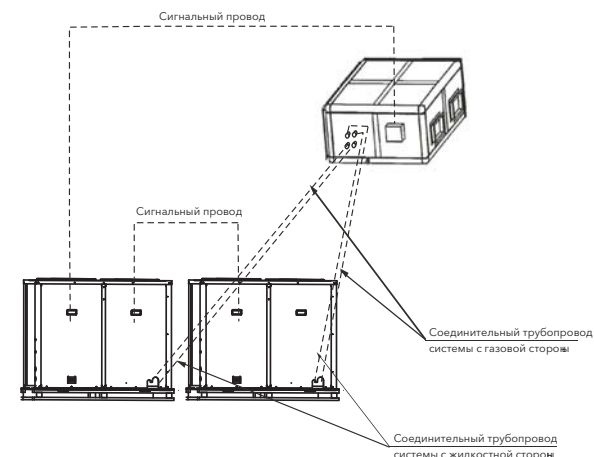 Сигнальный провод
Сигнальный провод
Соединительный трубопровод
системы с газовой стороны
Соединительный трубопровод
системы с жидкостной стороны